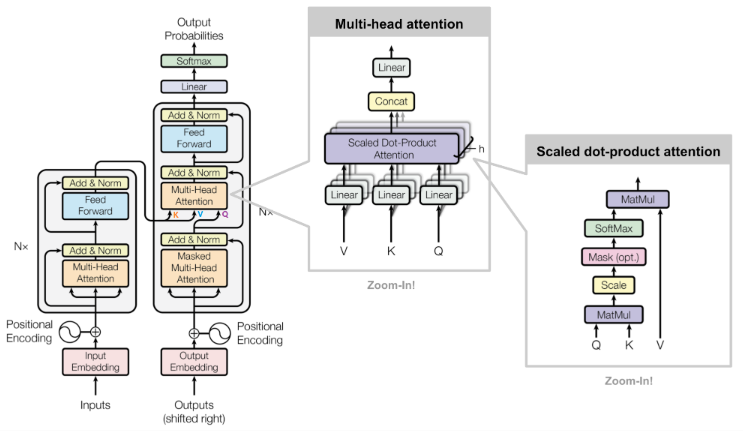 Output
Probabilities
Softmax
Linear
Add & Norm
Feed
Forward
Add & Norm
Multi-Head
Attention
K V Q
Add & Norm
Masked
Multi-Head
Attention
N×
Positional
Encoding
Output
Embedding
Outputs
(shifted right)
Add & Norm
Feed
Forward
N×
Add & Norm
Multi-Head
Attention
Positional
Encoding
Input
Embedding
Inputs
Multi-head attention
Linear
Concat
Scaled Dot-Product
Attention
h
Linear Linear Linear
V K Q
Zoom-In!
Scaled dot-product attention
MatMul
SoftMax
Mask (opt.)
Scale
MatMul
Q K V
Zoom-In!